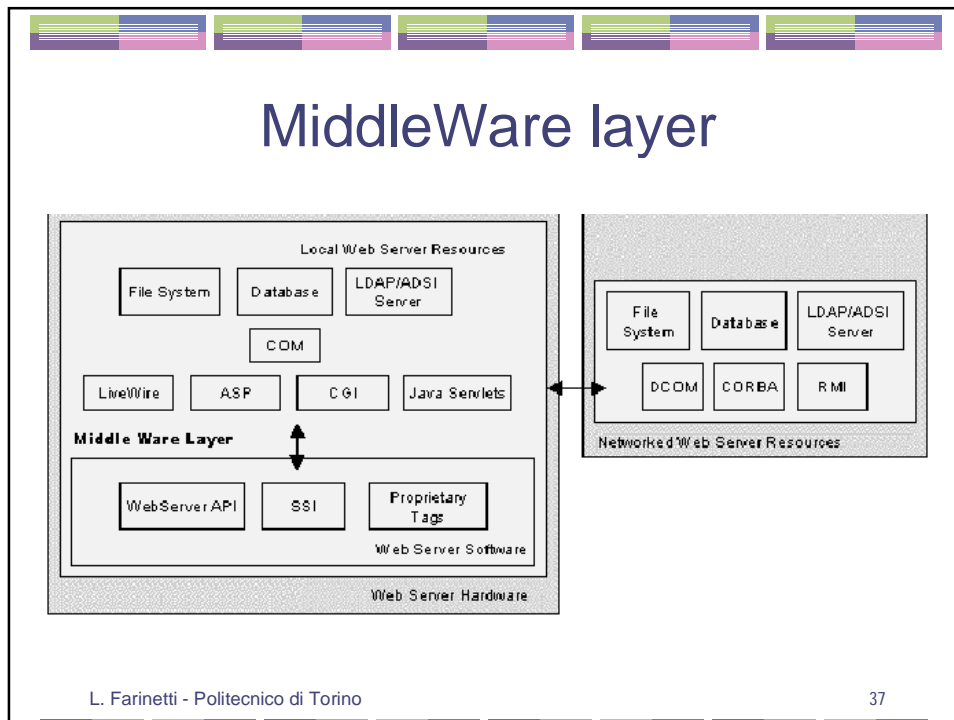 MiddleWare layer
Local Web Server Resources
File System
Database
LDAP/ADSI
Server
COM
LiveWire
ASP
CGI
Java Servlets
Middle Ware Layer
WebServer API
SSI
Proprietary
Tags
Web Server Software
Web Server Hardware
File
System
Database
LDAP/ADSI
Server
DCOM
CORBA
RMI
Networked Web Server Resources
L. Farinetti - Politecnico di Torino
37